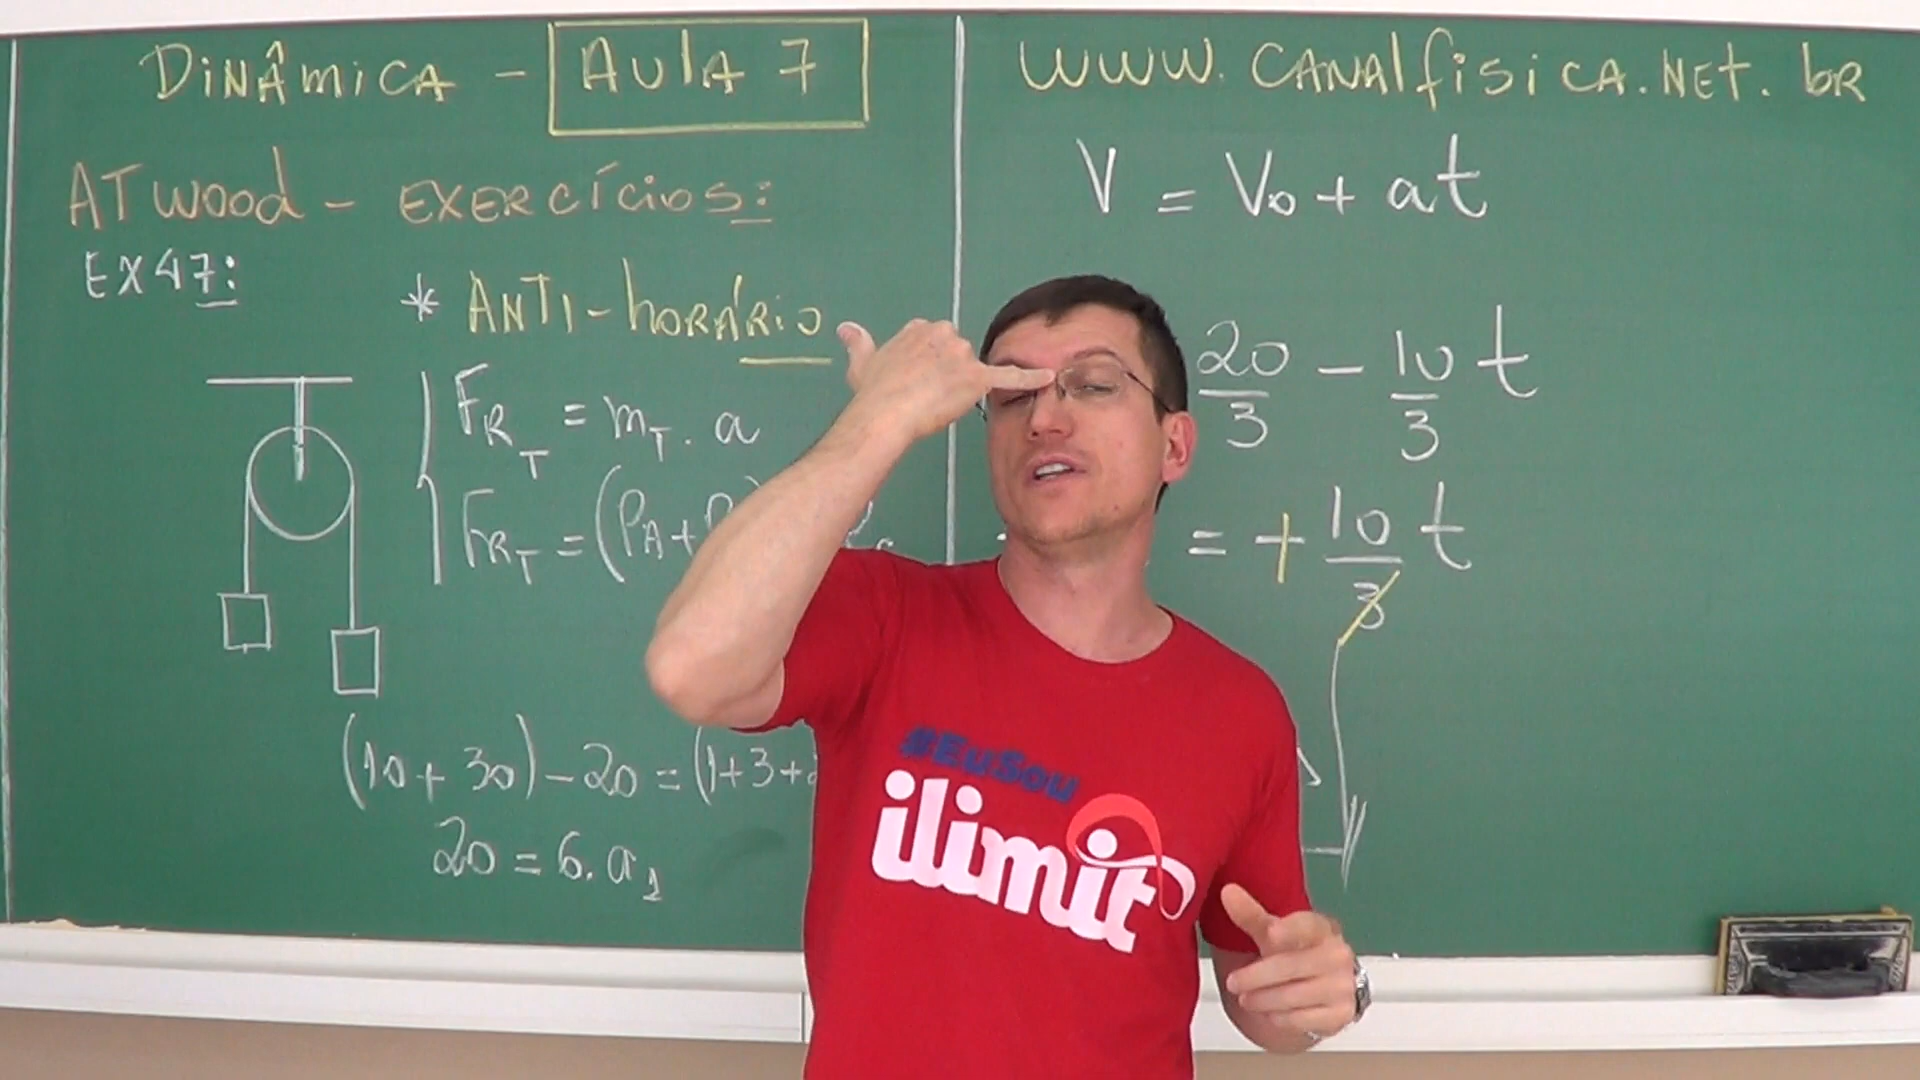 DINÂMICA - AULA 7
ATWOOD - EXERCÍCIOS:
EX47:
* ANTI-HORÁRIO
FRT = mT . a
FRT = (PA +
(10 + 30) - 20 = (1+3+
20 = 6 . a1
WWW.CANALFISICA.NET.BR
V = V0 + at
20/3 - 10/3 t
= + 10/3 t
#EuSou
ilimit